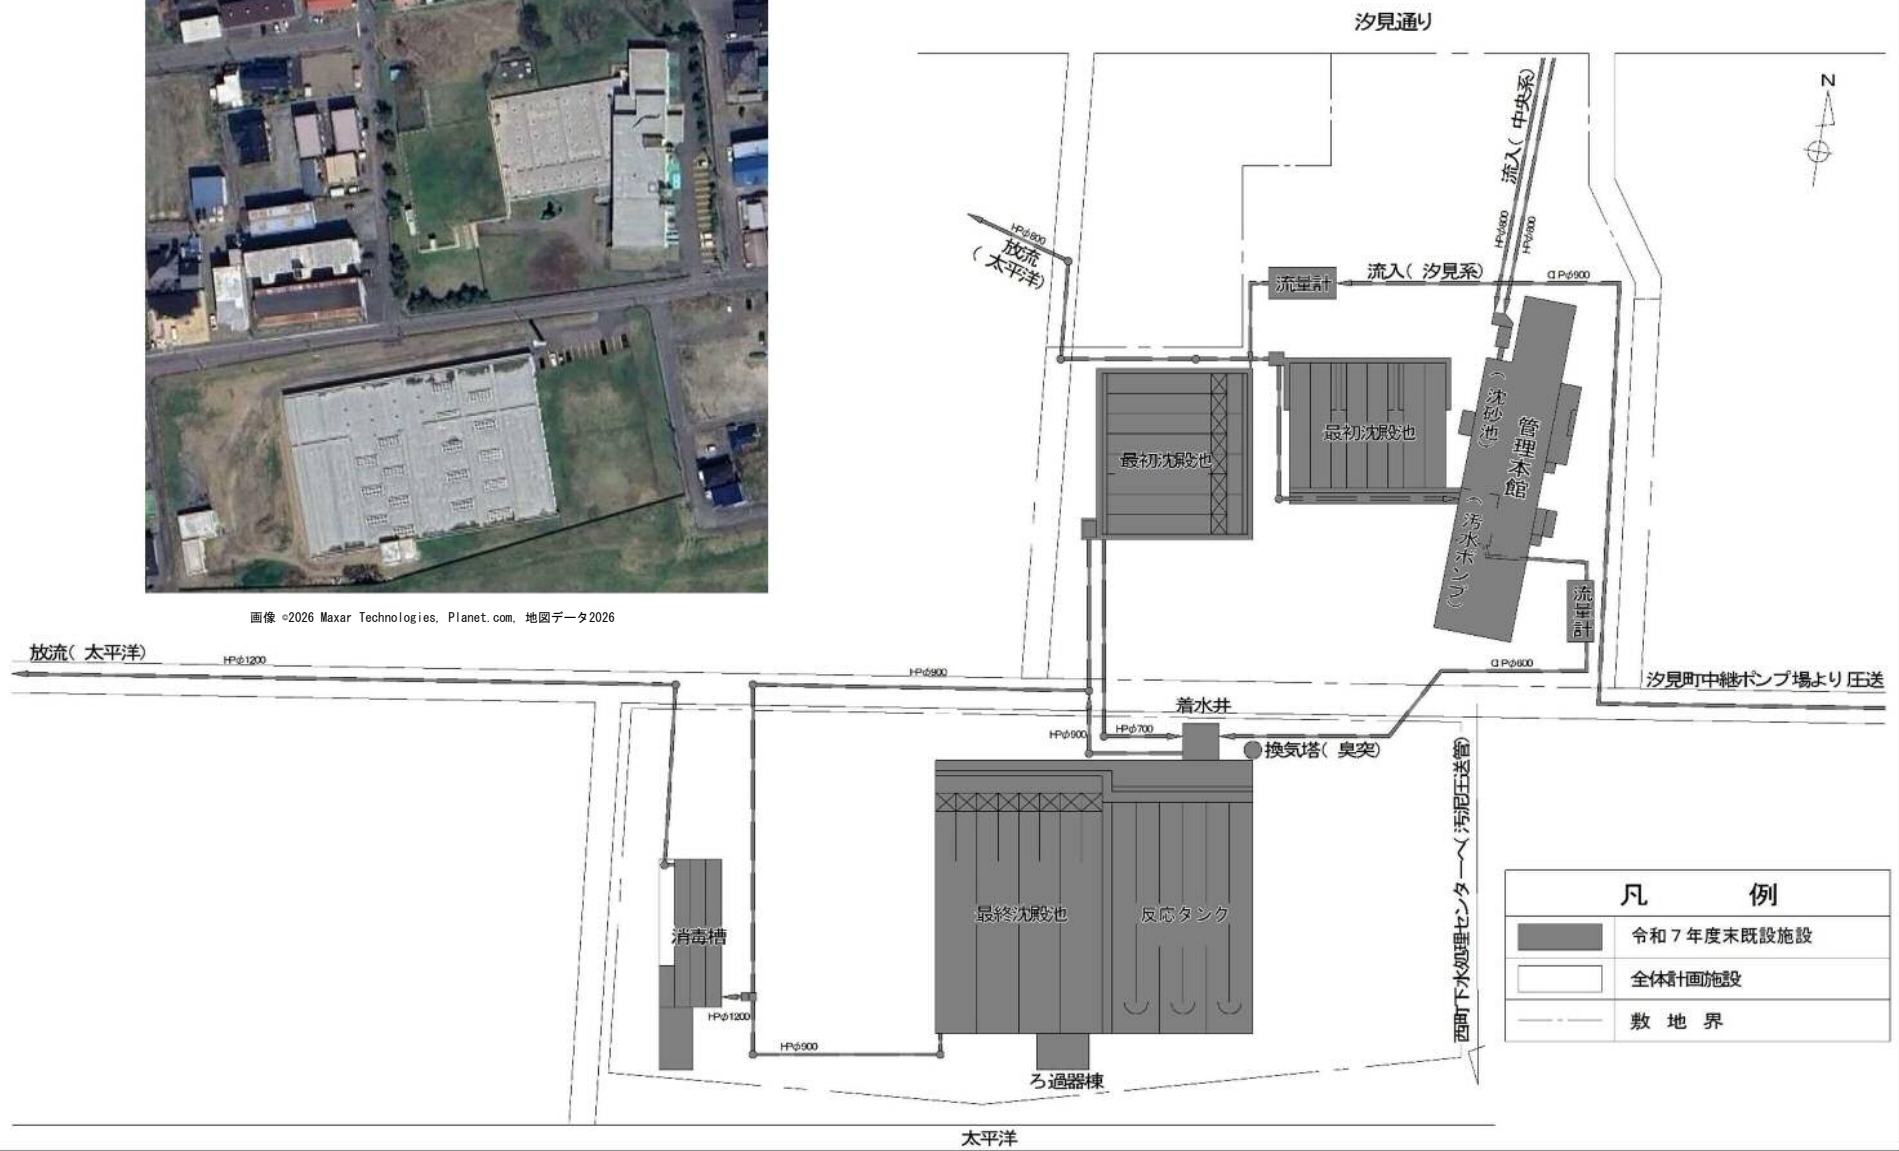 汐見通り
N
流入( 中央系)
HPφ800
HPφ800
HPφ800
放流
( 太平洋)
流量計
流入( 汐見系)
CIPφ900
最初沈殿池
最初沈殿池
( 沈砂池)
管理本館
( 汚水ポンプ)
流量計
画像 ©2026 Maxar Technologies, Planet.com, 地図データ2026
放流( 太平洋)
HPφ1200
HPφ900
CIPφ600
汐見町中継ポンプ場より圧送
着水井
HPφ900
HPφ700
換気塔( 臭突)
西町下水処理センターへ( 汚泥圧送管)
最終沈殿池
反応タンク
消毒槽
HPφ1200
HPφ900
ろ過器棟
凡 例
令和7年度末既設施設
全体計画施設
敷 地 界
太平洋